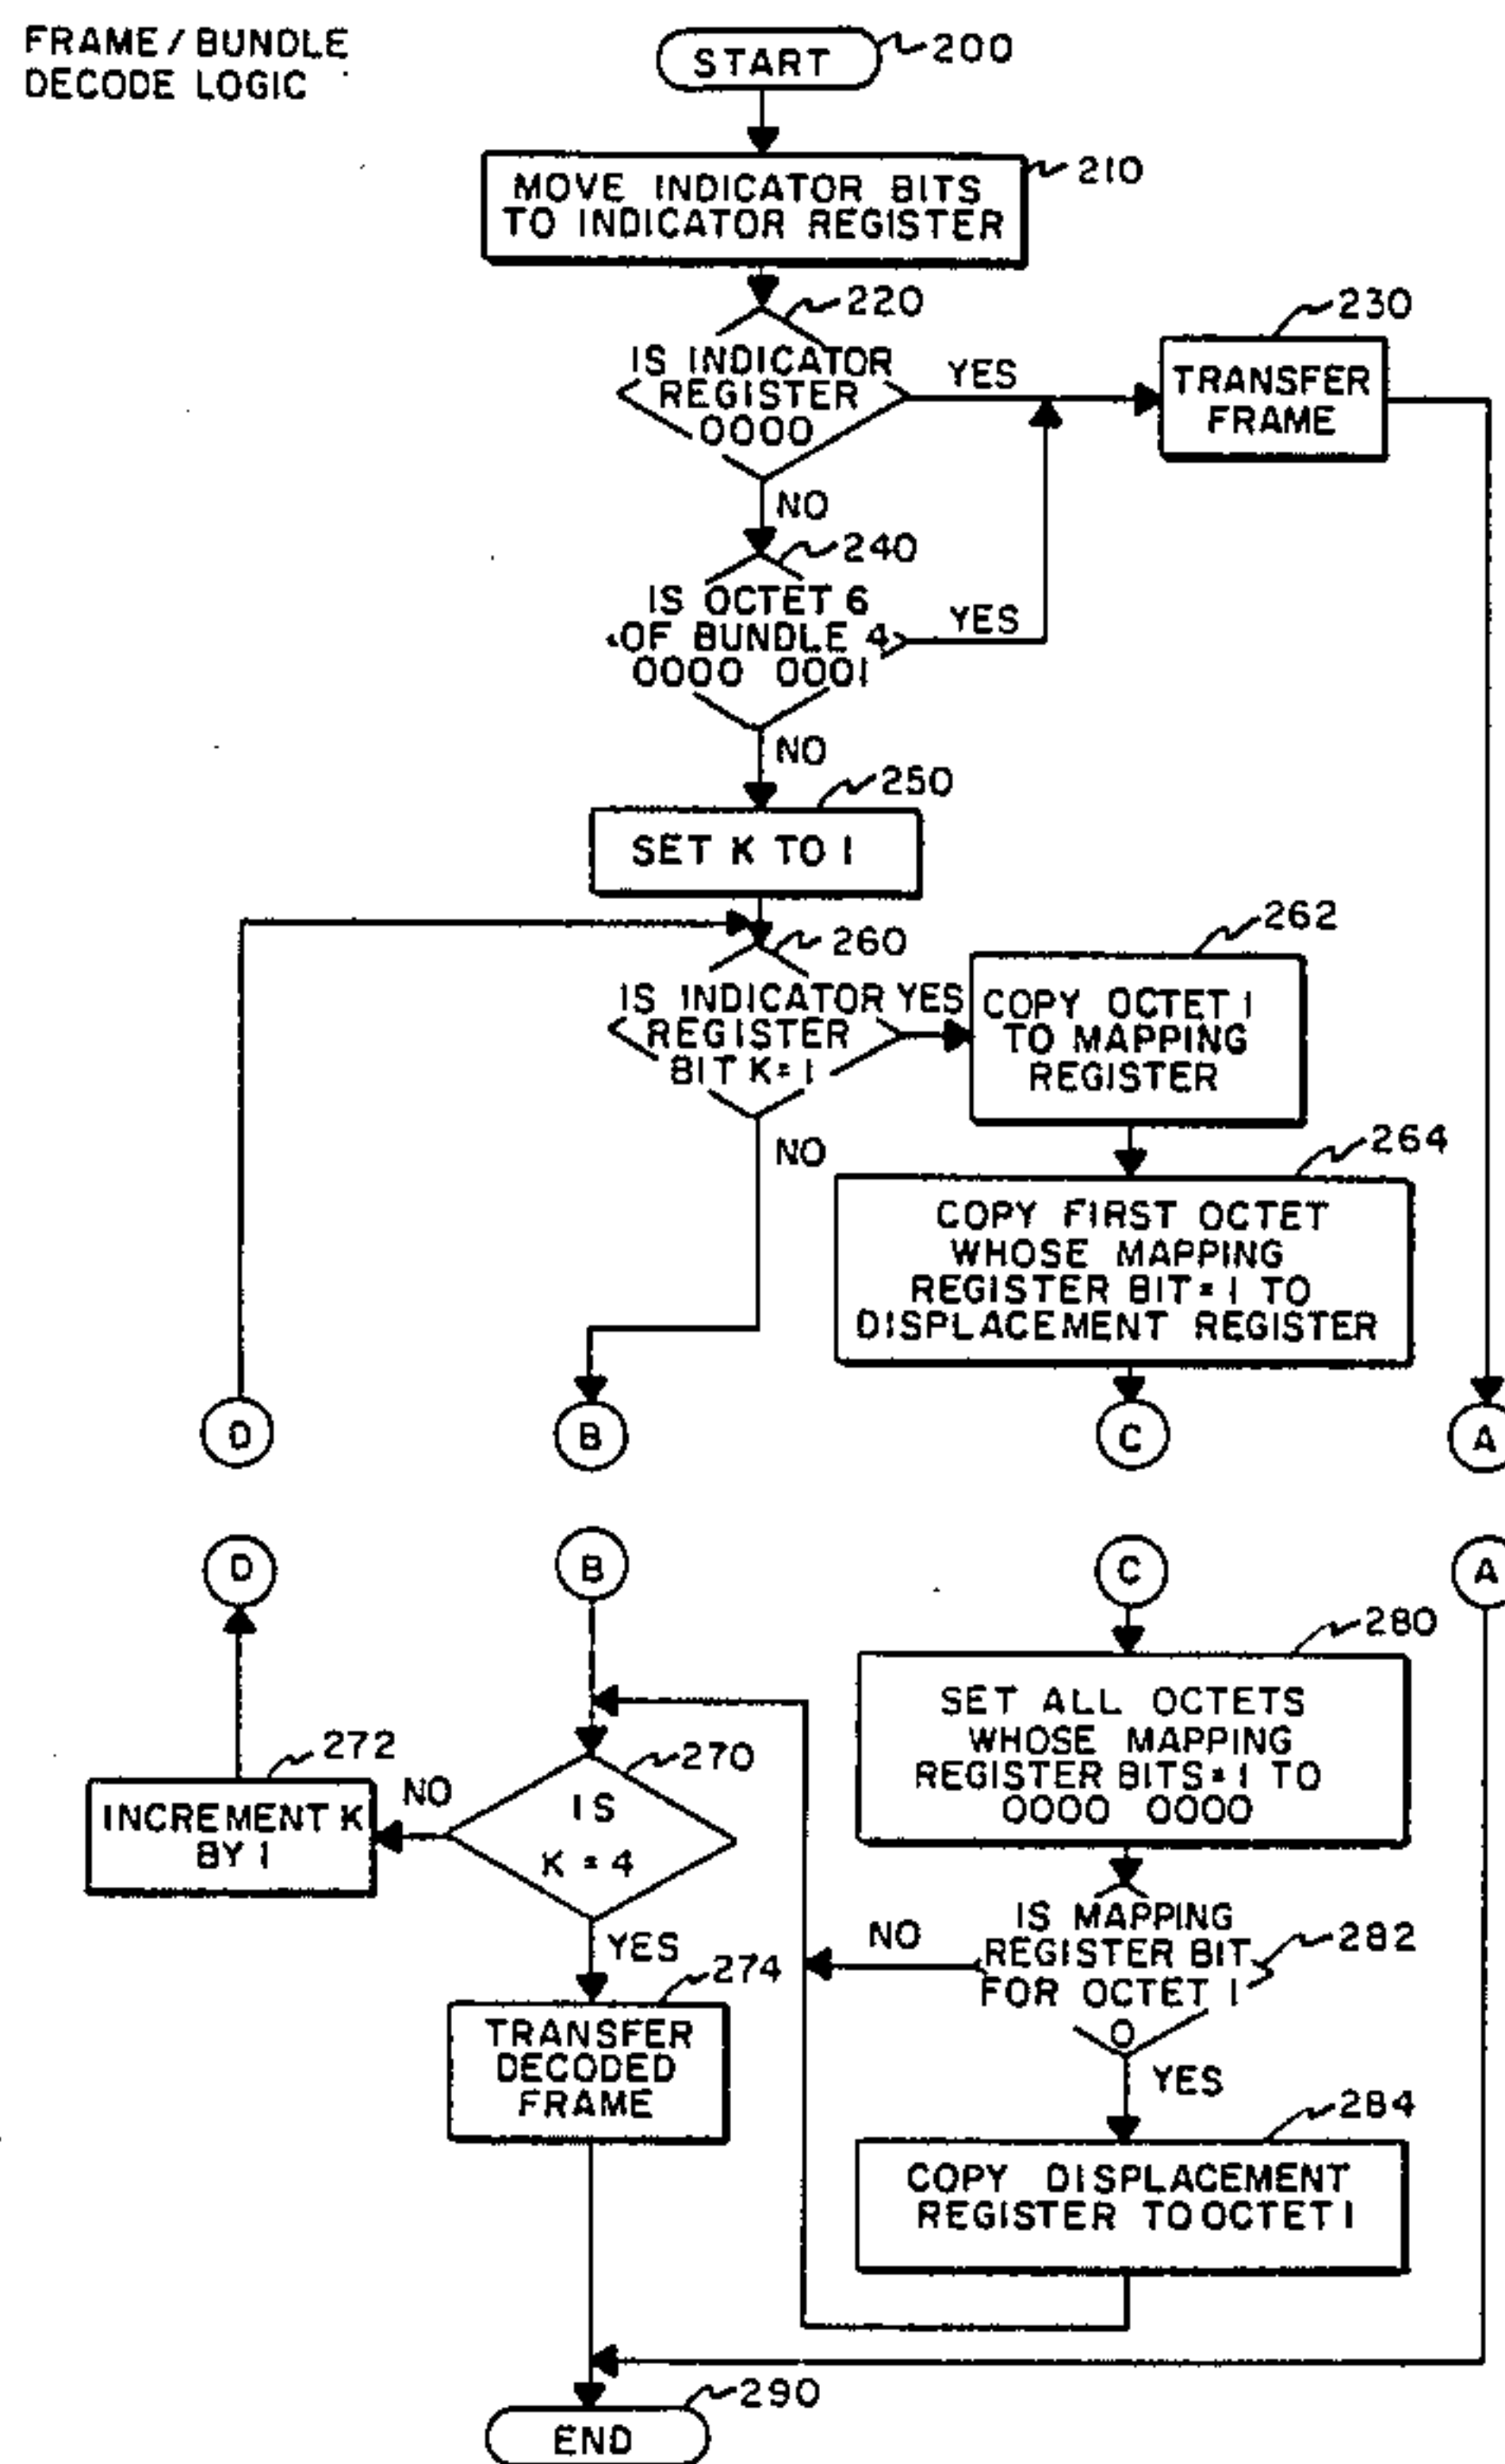 FRAME / BUNDLE
DECODE LOGIC
START
200
MOVE INDICATOR BITS
TO INDICATOR REGISTER
210
220
IS INDICATOR
REGISTER
0000
YES
230
TRANSFER
FRAME
NO
240
IS OCTET 6
OF BUNDLE 4
0000 0001
YES
NO
250
SET K TO 1
260
IS INDICATOR
REGISTER
BIT K = 1
YES
262
COPY OCTET 1
TO MAPPING
REGISTER
NO
264
COPY FIRST OCTET
WHOSE MAPPING
REGISTER BIT = 1 TO
DISPLACEMENT REGISTER
D
B
C
A
D
B
C
A
280
SET ALL OCTETS
WHOSE MAPPING
REGISTER BITS = 1 TO
0000 0000
272
INCREMENT K
BY 1
NO
270
IS
K = 4
YES
274
TRANSFER
DECODED
FRAME
NO
IS MAPPING
REGISTER BIT
FOR OCTET 1
0
282
YES
284
COPY DISPLACEMENT
REGISTER TO OCTET 1
290
END